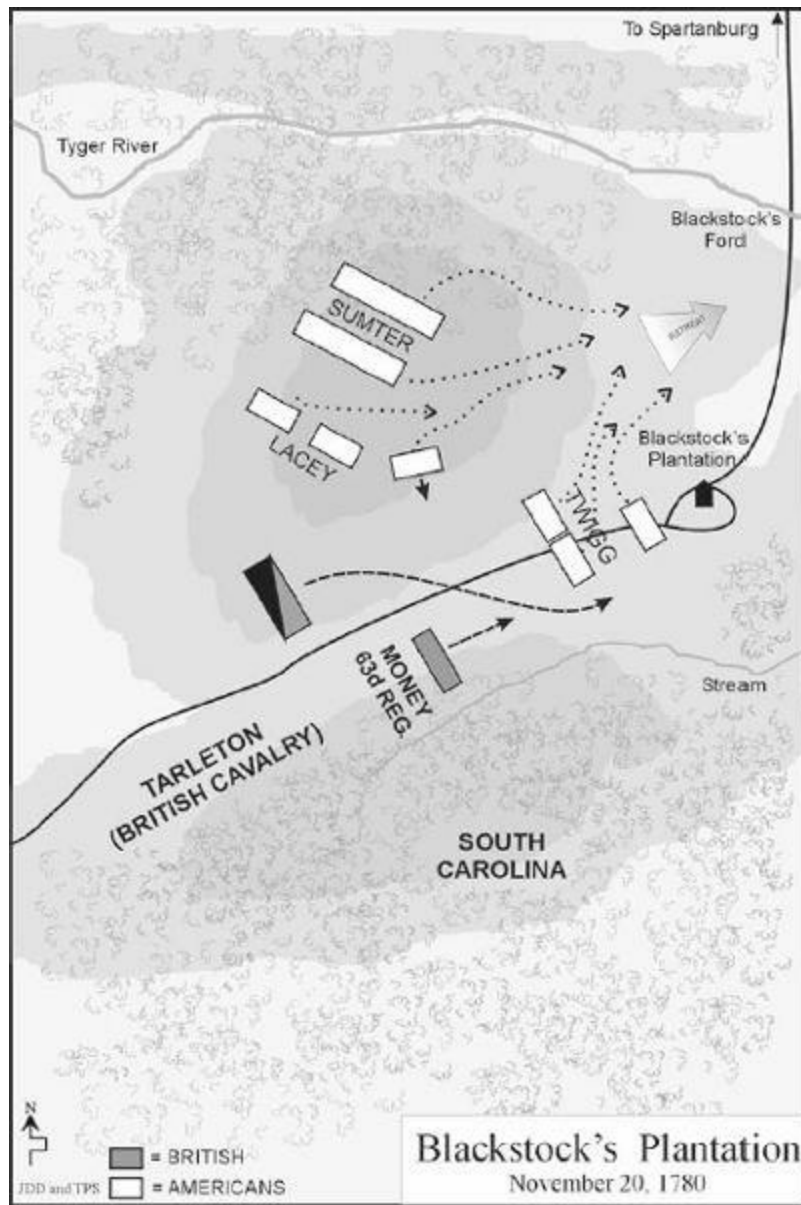 To Spartanburg
Tyger River
Blackstock's
Ford
SUMTER
RETREAT
LACEY
Blackstock's
Plantation
TWIGG
MONEY
63d REG.
Stream
TARLETON
(BRITISH CAVALRY)
SOUTH
CAROLINA
N
JDD and TPS
= BRITISH
= AMERICANS
Blackstock's Plantation
November 20, 1780